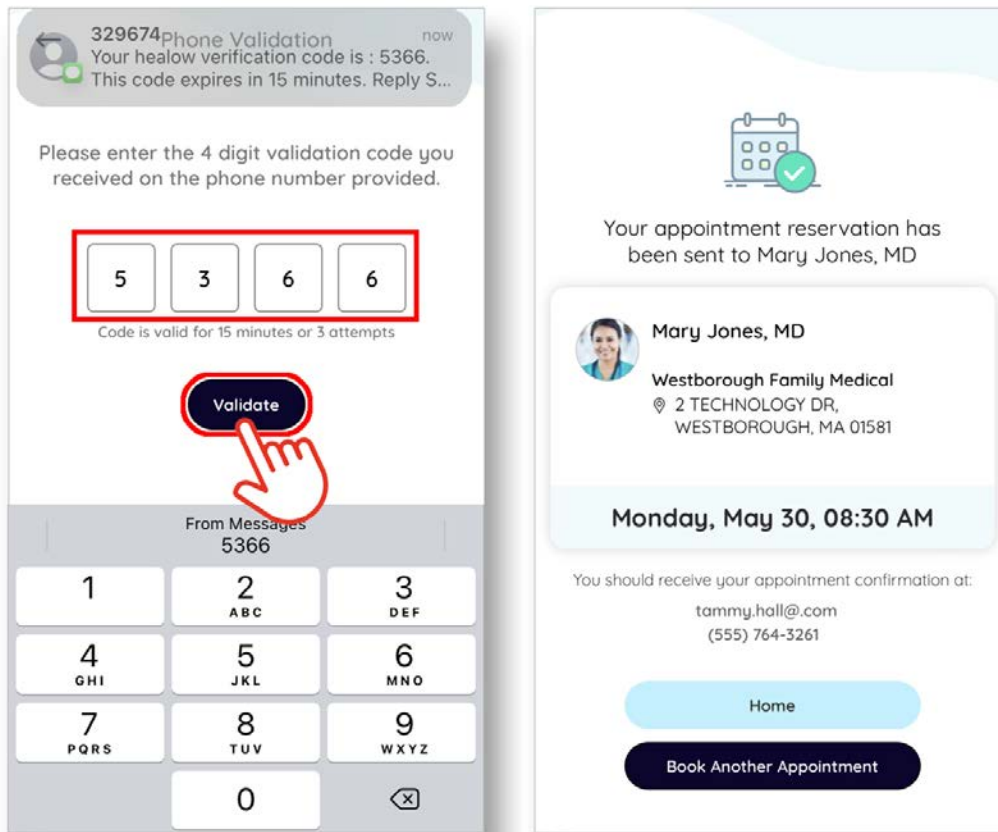 329674
Phone Validation
now
Your healow verification code is : 5366.
This code expires in 15 minutes. Reply S...
Please enter the 4 digit validation code you
received on the phone number provided.
5 3 6 6
Code is valid for 15 minutes or 3 attempts
Validate
From Messages
5366
1 2 3
ABC DEF
4 5 6
GHI JKL MNO
7 8 9
PQRS TUV WXYZ
0
Your appointment reservation has
been sent to Mary Jones, MD
Mary Jones, MD
Westborough Family Medical
2 TECHNOLOGY DR,
WESTBOROUGH, MA 01581
Monday, May 30, 08:30 AM
You should receive your appointment confirmation at:
tammy.hall@.com
(555) 764-3261
Home
Book Another Appointment